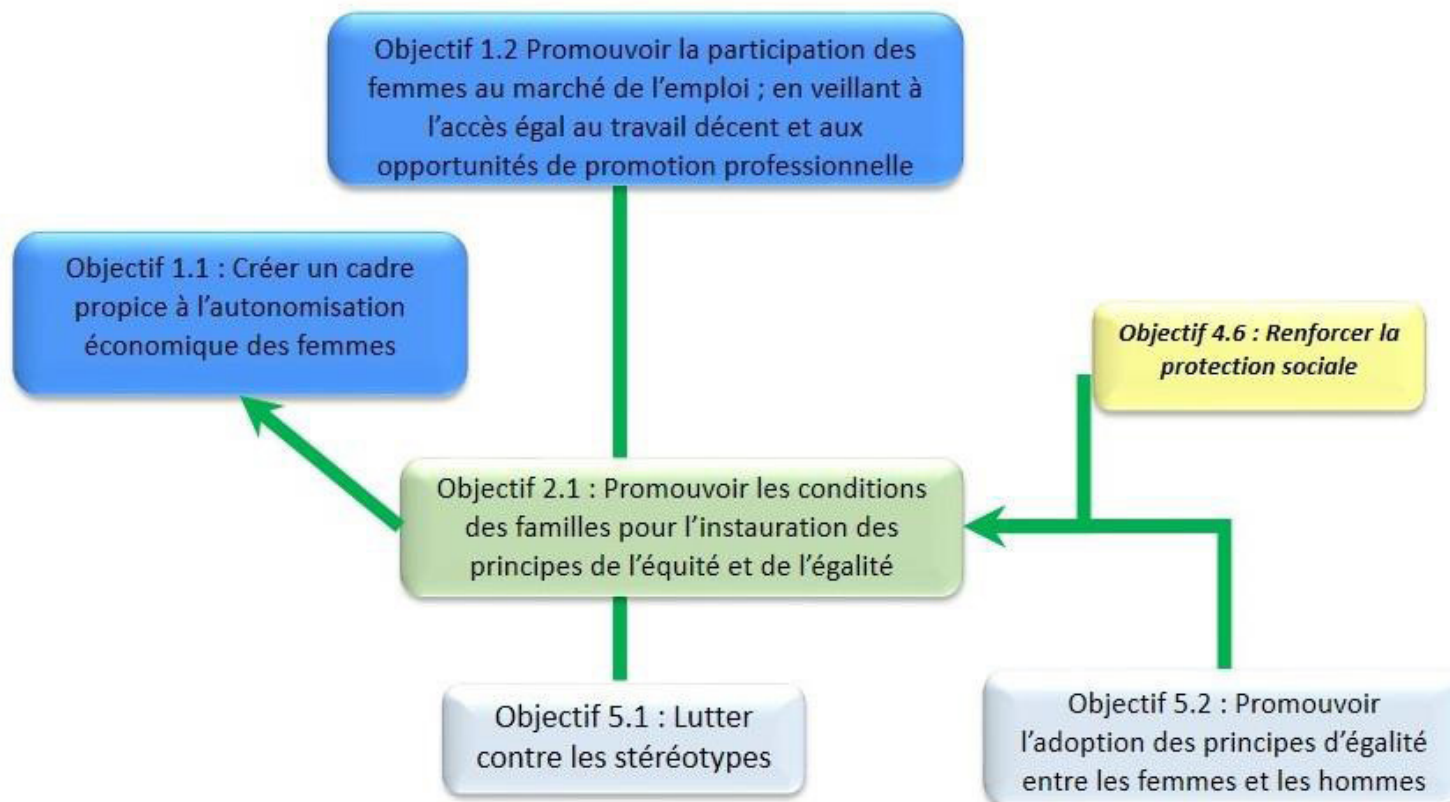 Objectif 1.2 Promouvoir la participation des
femmes au marché de l’emploi ; en veillant à
l’accès égal au travail décent et aux
opportunités de promotion professionnelle
Objectif 1.1 : Créer un cadre
propice à l’autonomisation
économique des femmes
Objectif 4.6 : Renforcer la
protection sociale
Objectif 2.1 : Promouvoir les conditions
des familles pour l’instauration des
principes de l’équité et de l’égalité
Objectif 5.1 : Lutter
contre les stéréotypes
Objectif 5.2 : Promouvoir
l’adoption des principes d’égalité
entre les femmes et les hommes